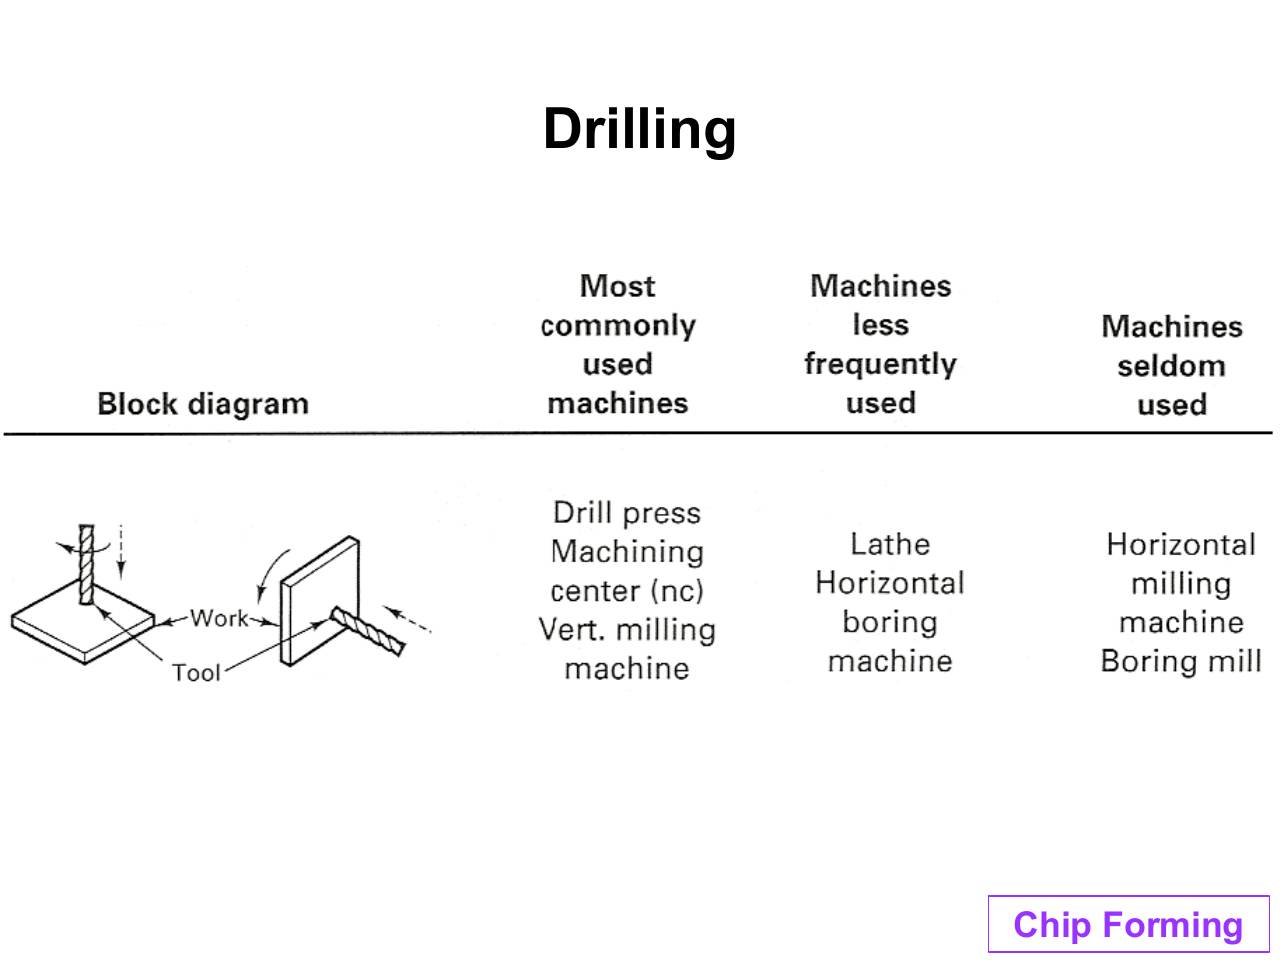 Drilling
Block diagram
Most
commonly
used
machines
Machines
less
frequently
used
Machines
seldom
used
Work
Tool
Drill press
Machining
center (nc)
Vert. milling
machine
Lathe
Horizontal
boring
machine
Horizontal
milling
machine
Boring mill
Chip Forming